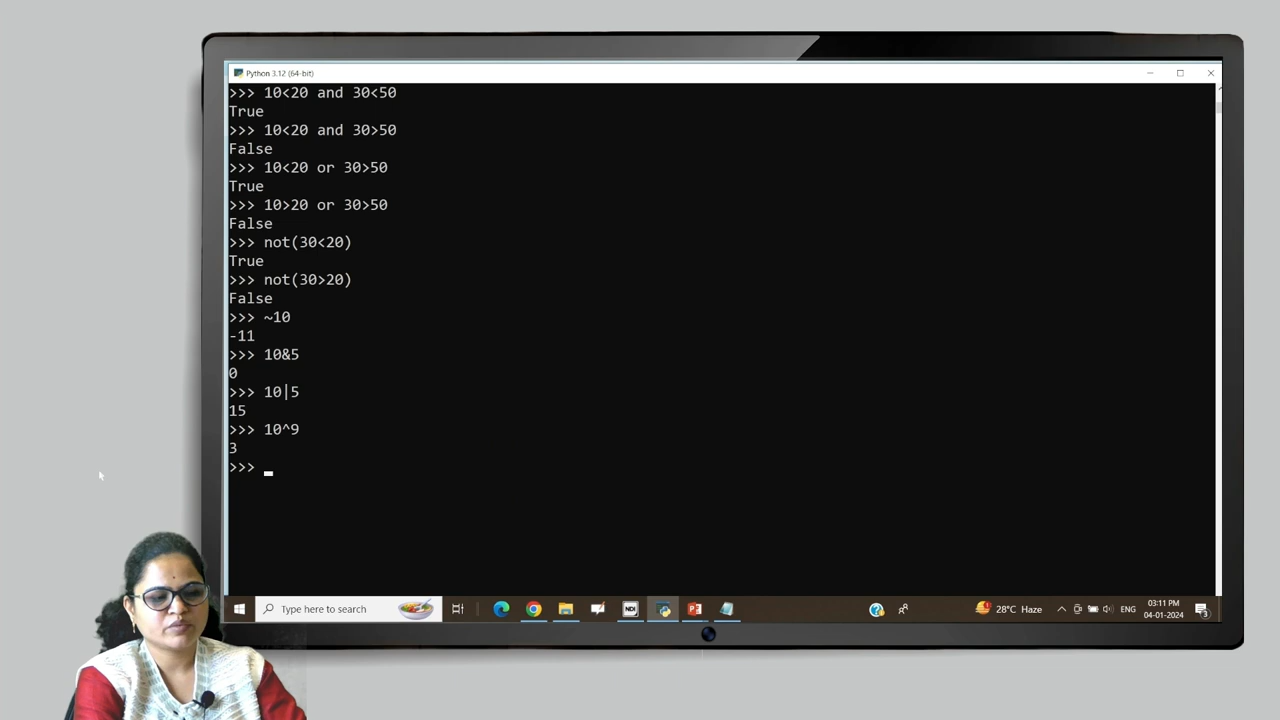 Python 3.12 (64-bit)
>>> 10<20 and 30<50
True
>>> 10<20 and 30>50
False
>>> 10<20 or 30>50
True
>>> 10>20 or 30>50
False
>>> not(30<20)
True
>>> not(30>20)
False
>>> ~10
-11
>>> 10&5
0
>>> 10|5
15
>>> 10^9
3
>>>
Type here to search
NDI
28°C Haze
ENG
03:11 PM
04-01-2024
3